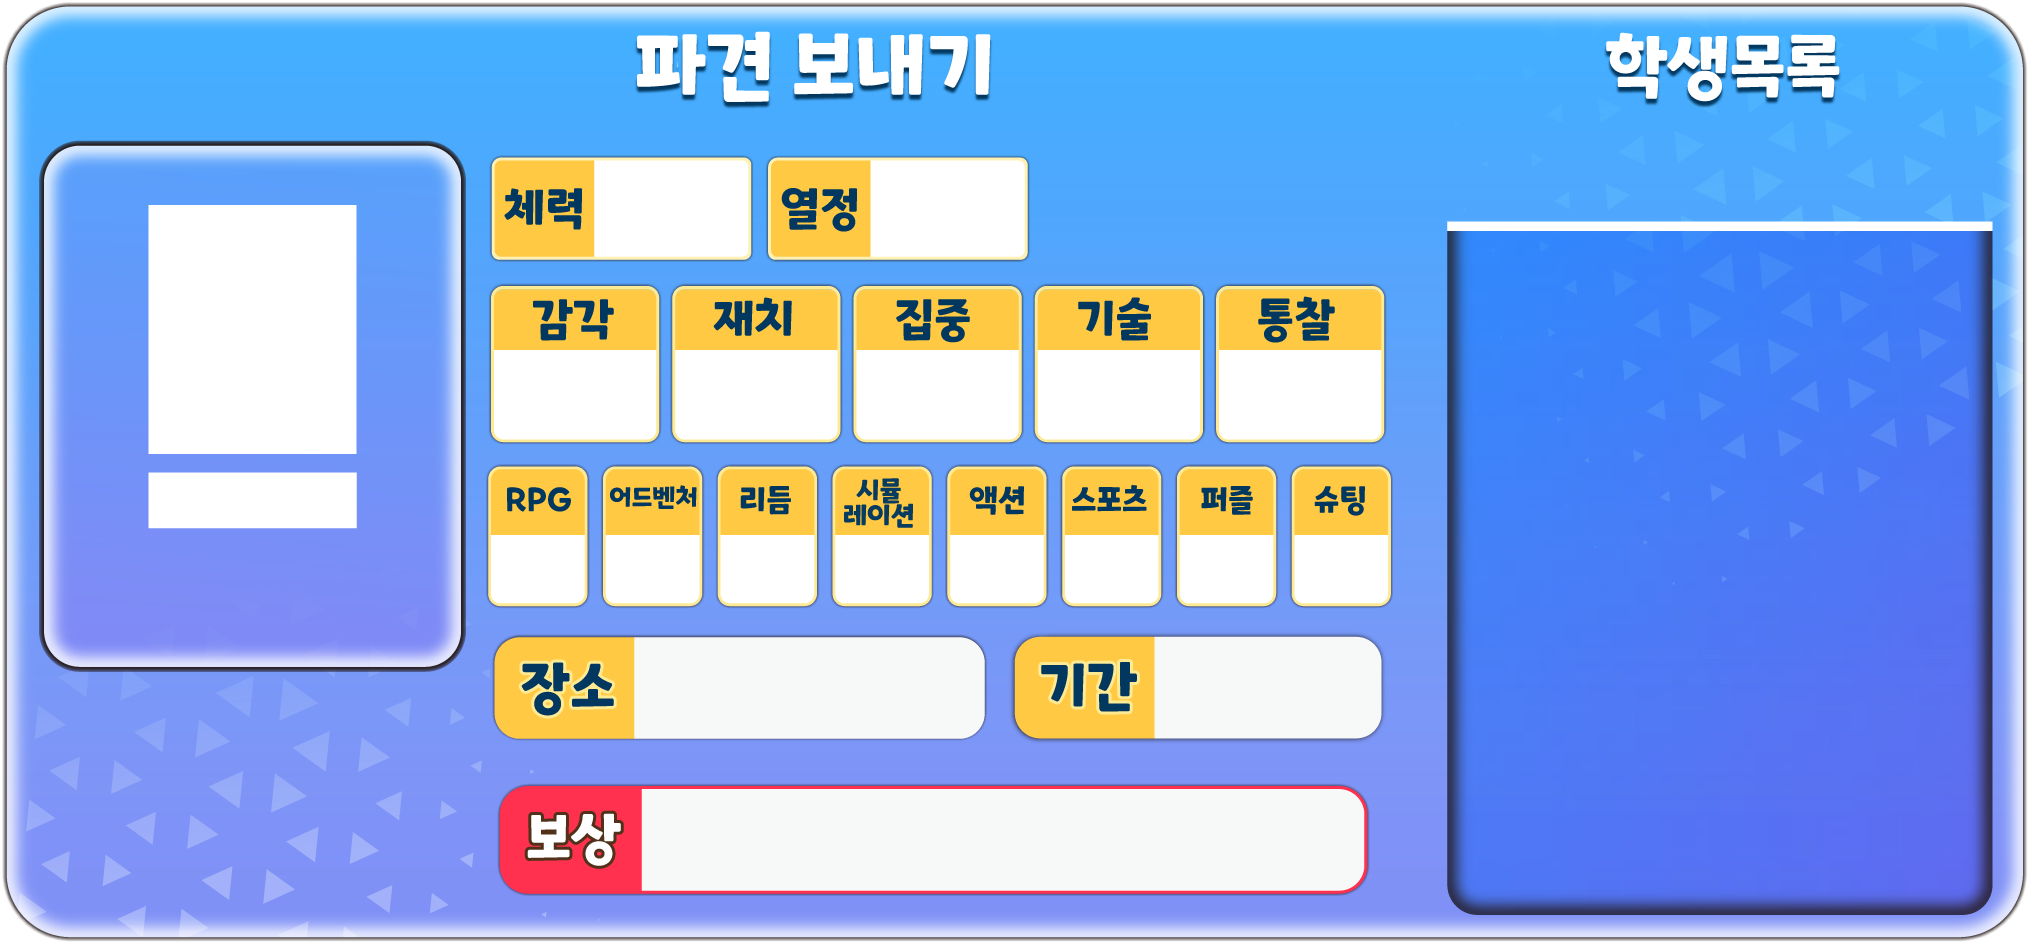 파견 보내기
학생목록
체력
열정
감각
재치
집중
기술
통찰
RPG
어드벤처
리듬
시뮬
레이션
액션
스포츠
퍼즐
슈팅
장소
기간
보상